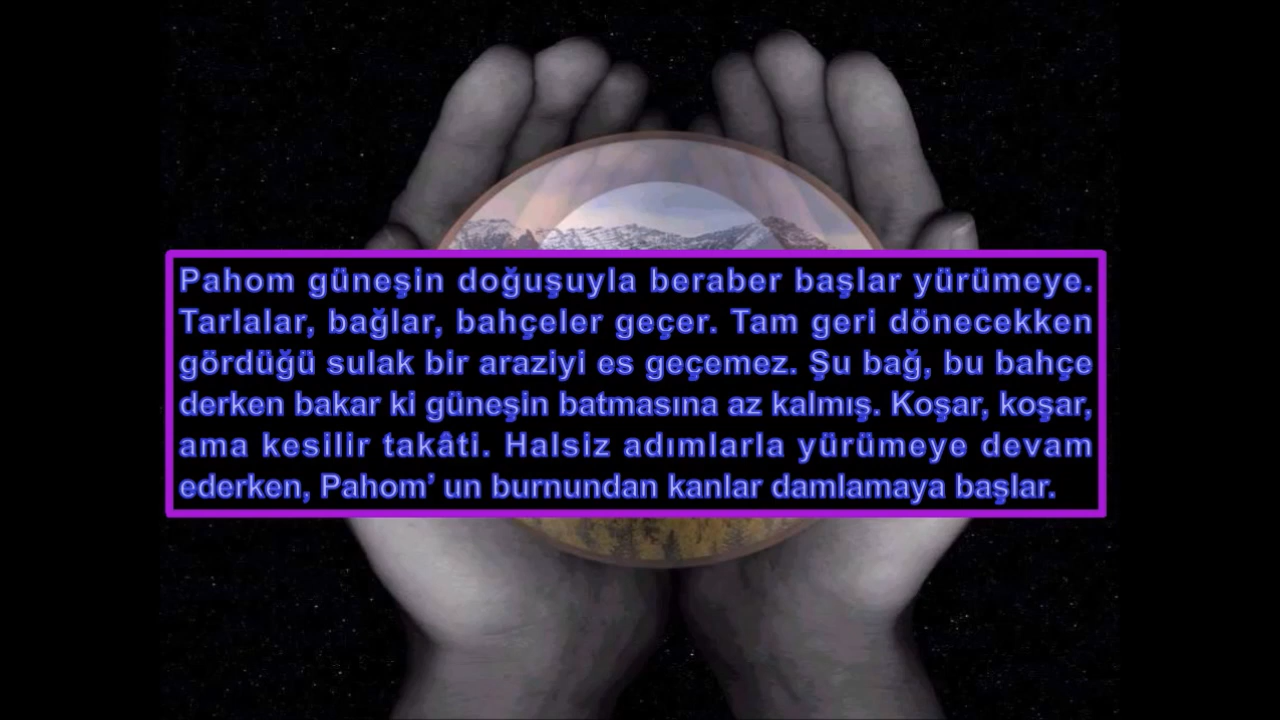 Pahom güneşin doğuşuyla beraber başlar yürümeye.
Tarlalar, bağlar, bahçeler geçer. Tam geri dönecekken
gördüğü sulak bir araziyi es geçemez. Şu bağ, bu bahçe
derken bakar ki güneşin batmasına az kalmış. Koşar, koşar,
ama kesilir takâti. Halsiz adımlarla yürümeye devam
ederken, Pahom’ un burnundan kanlar damlamaya başlar.